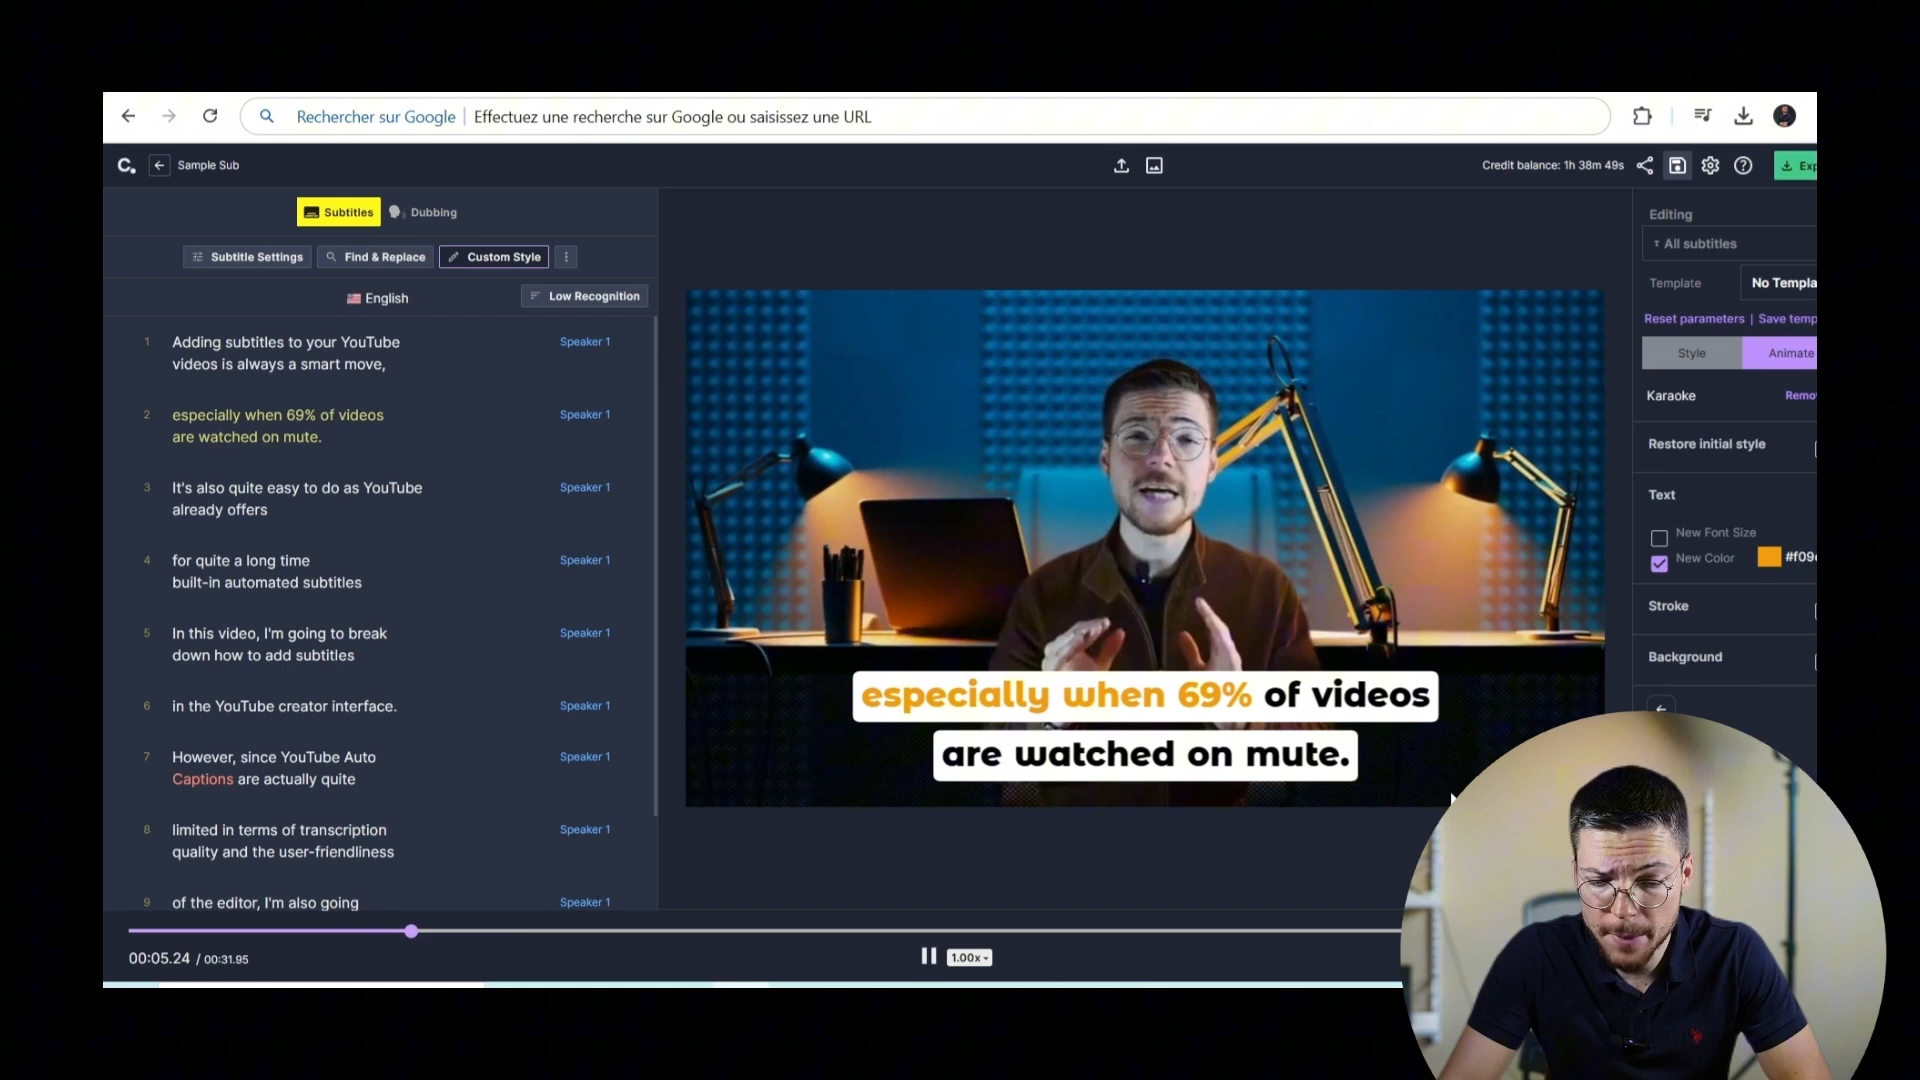 Rechercher sur Google | Effectuez une recherche sur Google ou saisissez une URL
C.
Sample Sub
Credit balance: 1h 38m 49s
Exp
Subtitles
Dubbing
Subtitle Settings
Find & Replace
Custom Style
English
Low Recognition
1
Adding subtitles to your YouTube
videos is always a smart move,
Speaker 1
2
especially when 69% of videos
are watched on mute.
Speaker 1
3
It's also quite easy to do as YouTube
already offers
Speaker 1
4
for quite a long time
built-in automated subtitles
Speaker 1
5
In this video, I'm going to break
down how to add subtitles
Speaker 1
6
in the YouTube creator interface.
Speaker 1
7
However, since YouTube Auto
Captions are actually quite
Speaker 1
8
limited in terms of transcription
quality and the user-friendliness
Speaker 1
9
of the editor, I'm also going
Speaker 1
especially when 69% of videos
are watched on mute.
Editing
All subtitles
Template
No Templa
Reset parameters | Save temp
Style
Animate
Karaoke
Remo
Restore initial style
Text
New Font Size
New Color
#f09
Stroke
Background
00:05.24 / 00:31.95
1.00x